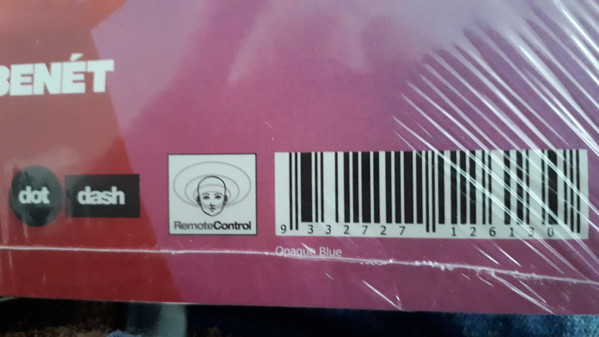 BENÉT
dot dash
RemoteControl
9 332727 126130
Opaque Blue